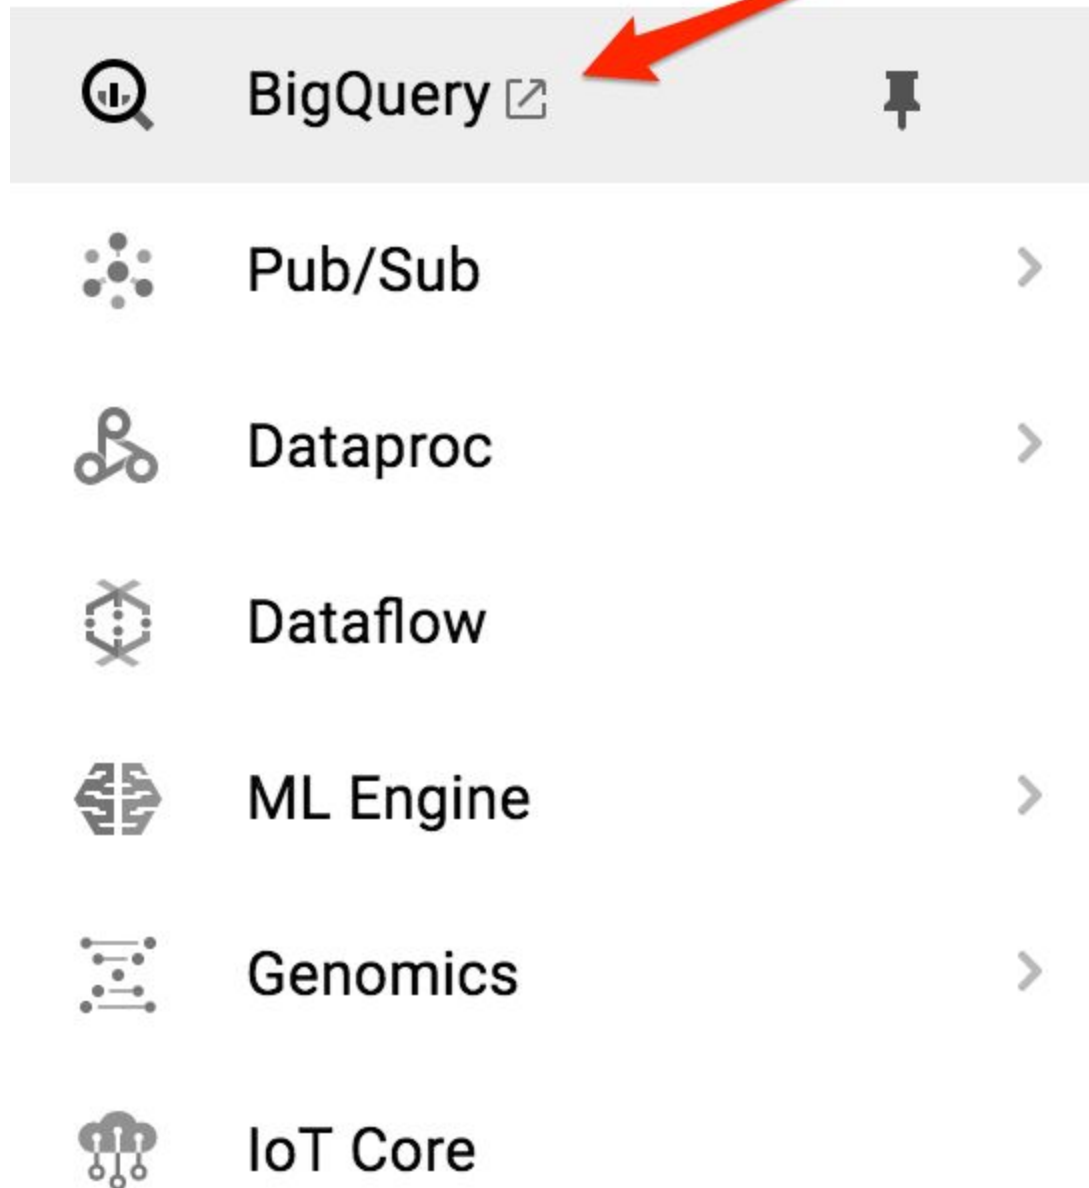 BigQuery
Pub/Sub
Dataproc
Dataflow
ML Engine
Genomics
IoT Core